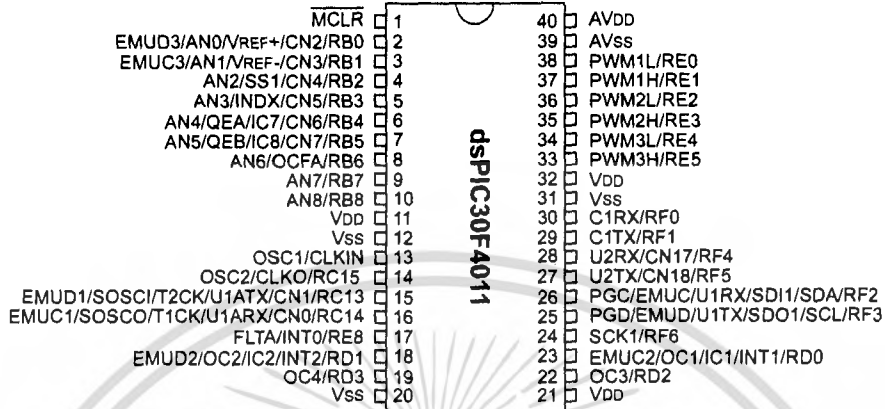 MCLR 1
EMUD3/AN0/VREF+/CN2/RB0 2
EMUC3/AN1/VREF-/CN3/RB1 3
AN2/SS1/CN4/RB2 4
AN3/INDX/CN5/RB3 5
AN4/QEA/IC7/CN6/RB4 6
AN5/QEB/IC8/CN7/RB5 7
AN6/OCFA/RB6 8
AN7/RB7 9
AN8/RB8 10
VDD 11
VSS 12
OSC1/CLKIN 13
OSC2/CLKO/RC15 14
EMUD1/SOSCI/T2CK/U1ATX/CN1/RC13 15
EMUC1/SOSCO/T1CK/U1ARX/CN0/RC14 16
FLTA/INT0/RE8 17
EMUD2/OC2/IC2/INT2/RD1 18
OC4/RD3 19
VSS 20
dsPIC30F4011
40 AVDD
39 AVSS
38 PWM1L/RE0
37 PWM1H/RE1
36 PWM2L/RE2
35 PWM2H/RE3
34 PWM3L/RE4
33 PWM3H/RE5
32 VDD
31 VSS
30 C1RX/RF0
29 C1TX/RF1
28 U2RX/CN17/RF4
27 U2TX/CN18/RF5
26 PGC/EMUC/U1RX/SDI1/SDA/RF2
25 PGD/EMUD/U1TX/SDO1/SCL/RF3
24 SCK1/RF6
23 EMUC2/OC1/IC1/INT1/RD0
22 OC3/RD2
21 VDD